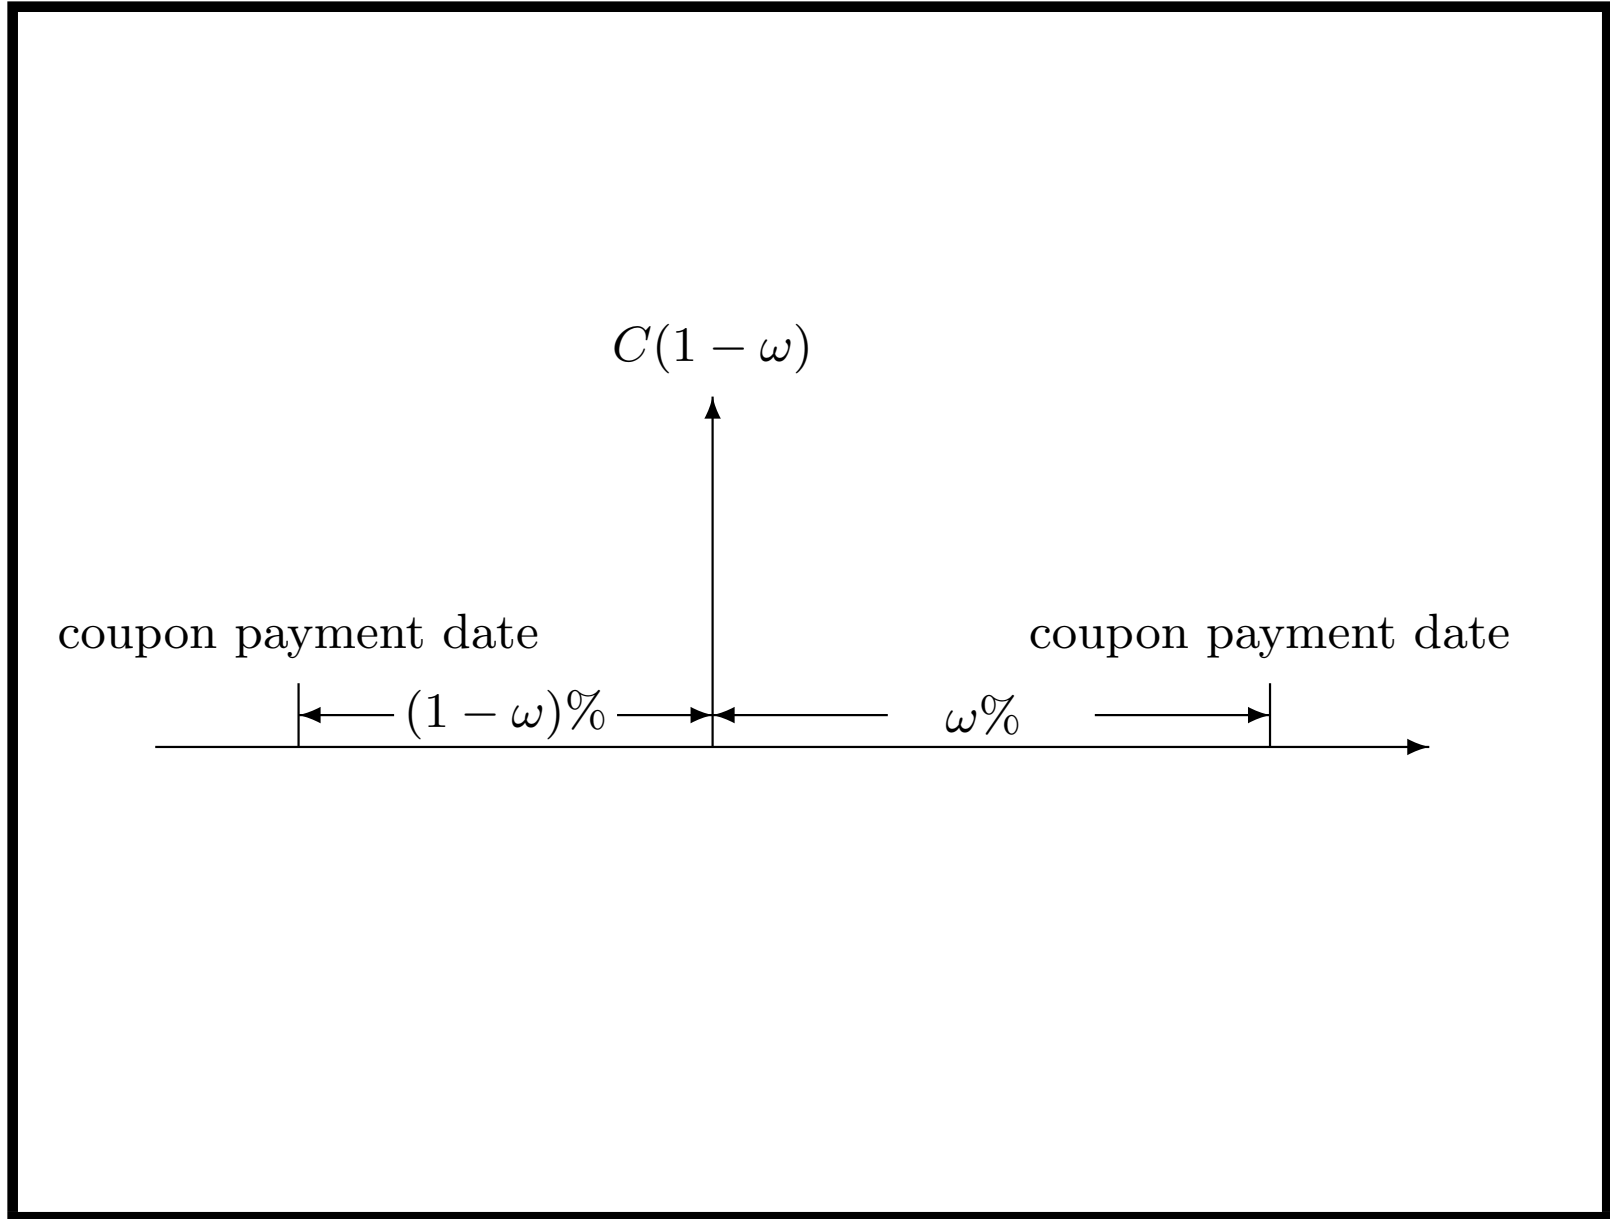 C(1 − ω)
coupon payment date coupon payment date
(1 − ω)% ω%